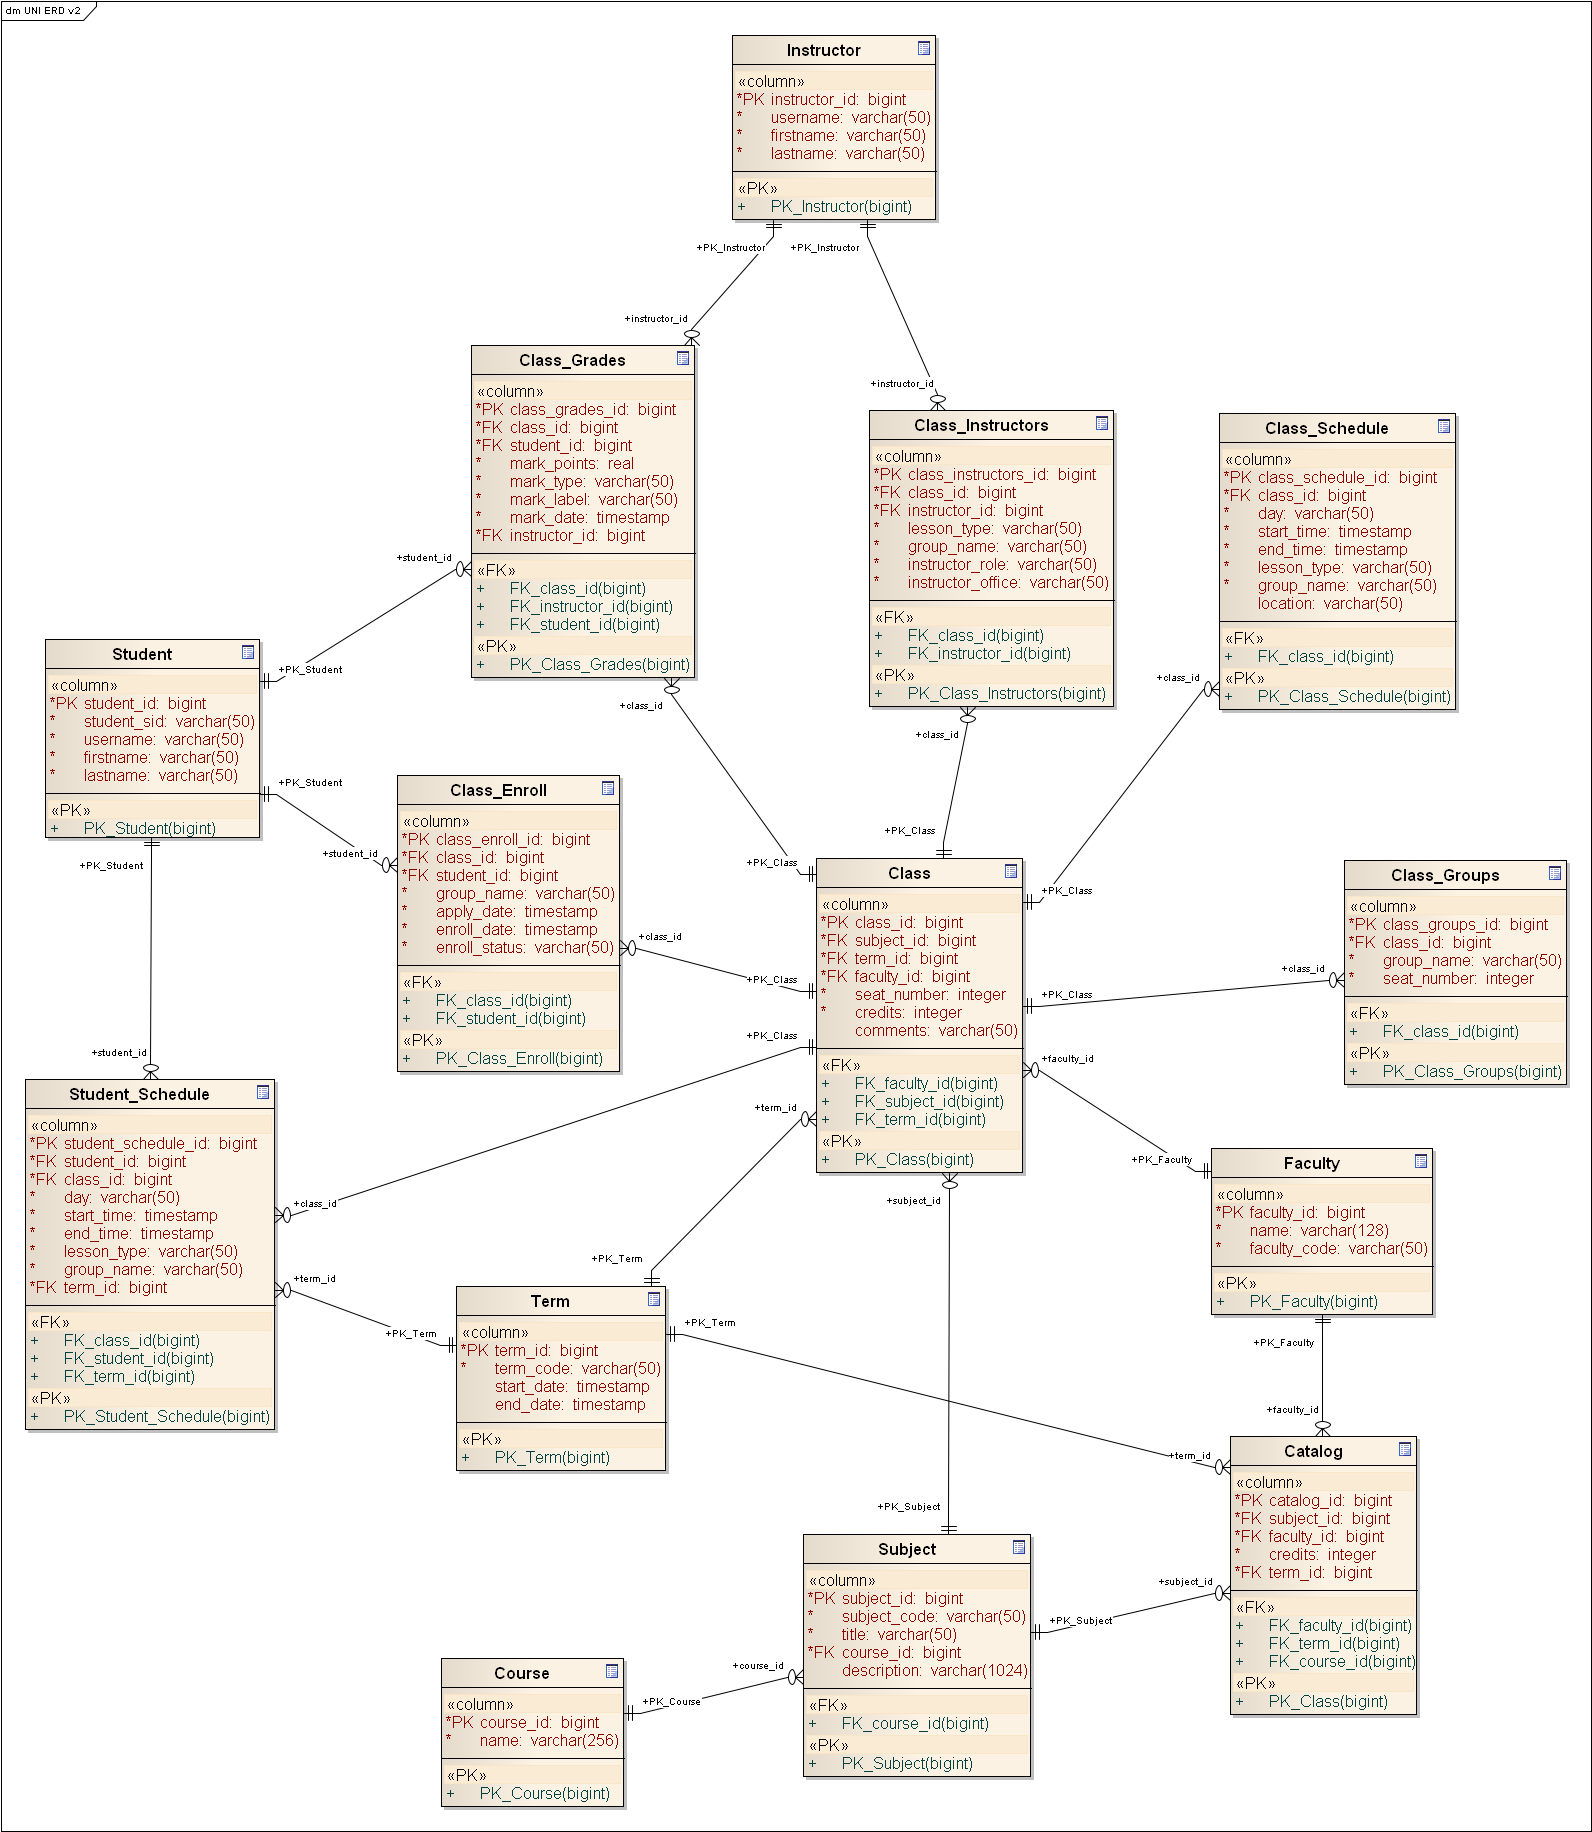 dm UNI ERD v2
Instructor
«column»
*PK instructor_id: bigint
* username: varchar(50)
* firstname: varchar(50)
* lastname: varchar(50)
«PK»
+ PK_Instructor(bigint)
+PK_Instructor
+PK_Instructor
+instructor_id
+instructor_id
Class_Grades
«column»
*PK class_grades_id: bigint
*FK class_id: bigint
*FK student_id: bigint
* mark_points: real
* mark_type: varchar(50)
* mark_label: varchar(50)
* mark_date: timestamp
*FK instructor_id: bigint
«FK»
+ FK_class_id(bigint)
+ FK_instructor_id(bigint)
+ FK_student_id(bigint)
«PK»
+ PK_Class_Grades(bigint)
Class_Instructors
«column»
*PK class_instructors_id: bigint
*FK class_id: bigint
*FK instructor_id: bigint
* lesson_type: varchar(50)
* group_name: varchar(50)
* instructor_role: varchar(50)
* instructor_office: varchar(50)
«FK»
+ FK_class_id(bigint)
+ FK_instructor_id(bigint)
«PK»
+ PK_Class_Instructors(bigint)
Class_Schedule
«column»
*PK class_schedule_id: bigint
*FK class_id: bigint
* day: varchar(50)
* start_time: timestamp
* end_time: timestamp
* lesson_type: varchar(50)
* group_name: varchar(50)
location: varchar(50)
«FK»
+ FK_class_id(bigint)
«PK»
+ PK_Class_Schedule(bigint)
+student_id
+PK_Student
+class_id
+class_id
+class_id
Student
«column»
*PK student_id: bigint
* student_sid: varchar(50)
* username: varchar(50)
* firstname: varchar(50)
* lastname: varchar(50)
«PK»
+ PK_Student(bigint)
+PK_Student
+PK_Student
+student_id
+student_id
Class_Enroll
«column»
*PK class_enroll_id: bigint
*FK class_id: bigint
*FK student_id: bigint
* group_name: varchar(50)
* apply_date: timestamp
* enroll_date: timestamp
* enroll_status: varchar(50)
«FK»
+ FK_class_id(bigint)
+ FK_student_id(bigint)
«PK»
+ PK_Class_Enroll(bigint)
+class_id
+PK_Class
+PK_Class
+PK_Class
+PK_Class
+PK_Class
+PK_Class
Class
«column»
*PK class_id: bigint
*FK subject_id: bigint
*FK term_id: bigint
*FK faculty_id: bigint
* seat_number: integer
* credits: integer
comments: varchar(50)
«FK»
+ FK_faculty_id(bigint)
+ FK_subject_id(bigint)
+ FK_term_id(bigint)
«PK»
+ PK_Class(bigint)
+class_id
Class_Groups
«column»
*PK class_groups_id: bigint
*FK class_id: bigint
* group_name: varchar(50)
* seat_number: integer
«FK»
+ FK_class_id(bigint)
«PK»
+ PK_Class_Groups(bigint)
+faculty_id
+term_id
+subject_id
+PK_Faculty
Student_Schedule
«column»
*PK student_schedule_id: bigint
*FK student_id: bigint
*FK class_id: bigint
* day: varchar(50)
* start_time: timestamp
* end_time: timestamp
* lesson_type: varchar(50)
* group_name: varchar(50)
*FK term_id: bigint
«FK»
+ FK_class_id(bigint)
+ FK_student_id(bigint)
+ FK_term_id(bigint)
«PK»
+ PK_Student_Schedule(bigint)
+class_id
+term_id
+PK_Term
+PK_Term
+PK_Term
Term
«column»
*PK term_id: bigint
* term_code: varchar(50)
start_date: timestamp
end_date: timestamp
«PK»
+ PK_Term(bigint)
Faculty
«column»
*PK faculty_id: bigint
* name: varchar(128)
* faculty_code: varchar(50)
«PK»
+ PK_Faculty(bigint)
+PK_Faculty
+faculty_id
+term_id
Catalog
«column»
*PK catalog_id: bigint
*FK subject_id: bigint
*FK faculty_id: bigint
* credits: integer
*FK term_id: bigint
«FK»
+ FK_faculty_id(bigint)
+ FK_term_id(bigint)
+ FK_course_id(bigint)
«PK»
+ PK_Class(bigint)
+PK_Subject
Subject
«column»
*PK subject_id: bigint
* subject_code: varchar(50)
* title: varchar(50)
*FK course_id: bigint
description: varchar(1024)
«FK»
+ FK_course_id(bigint)
«PK»
+ PK_Subject(bigint)
+subject_id
+PK_Subject
+course_id
+PK_Course
Course
«column»
*PK course_id: bigint
* name: varchar(256)
«PK»
+ PK_Course(bigint)